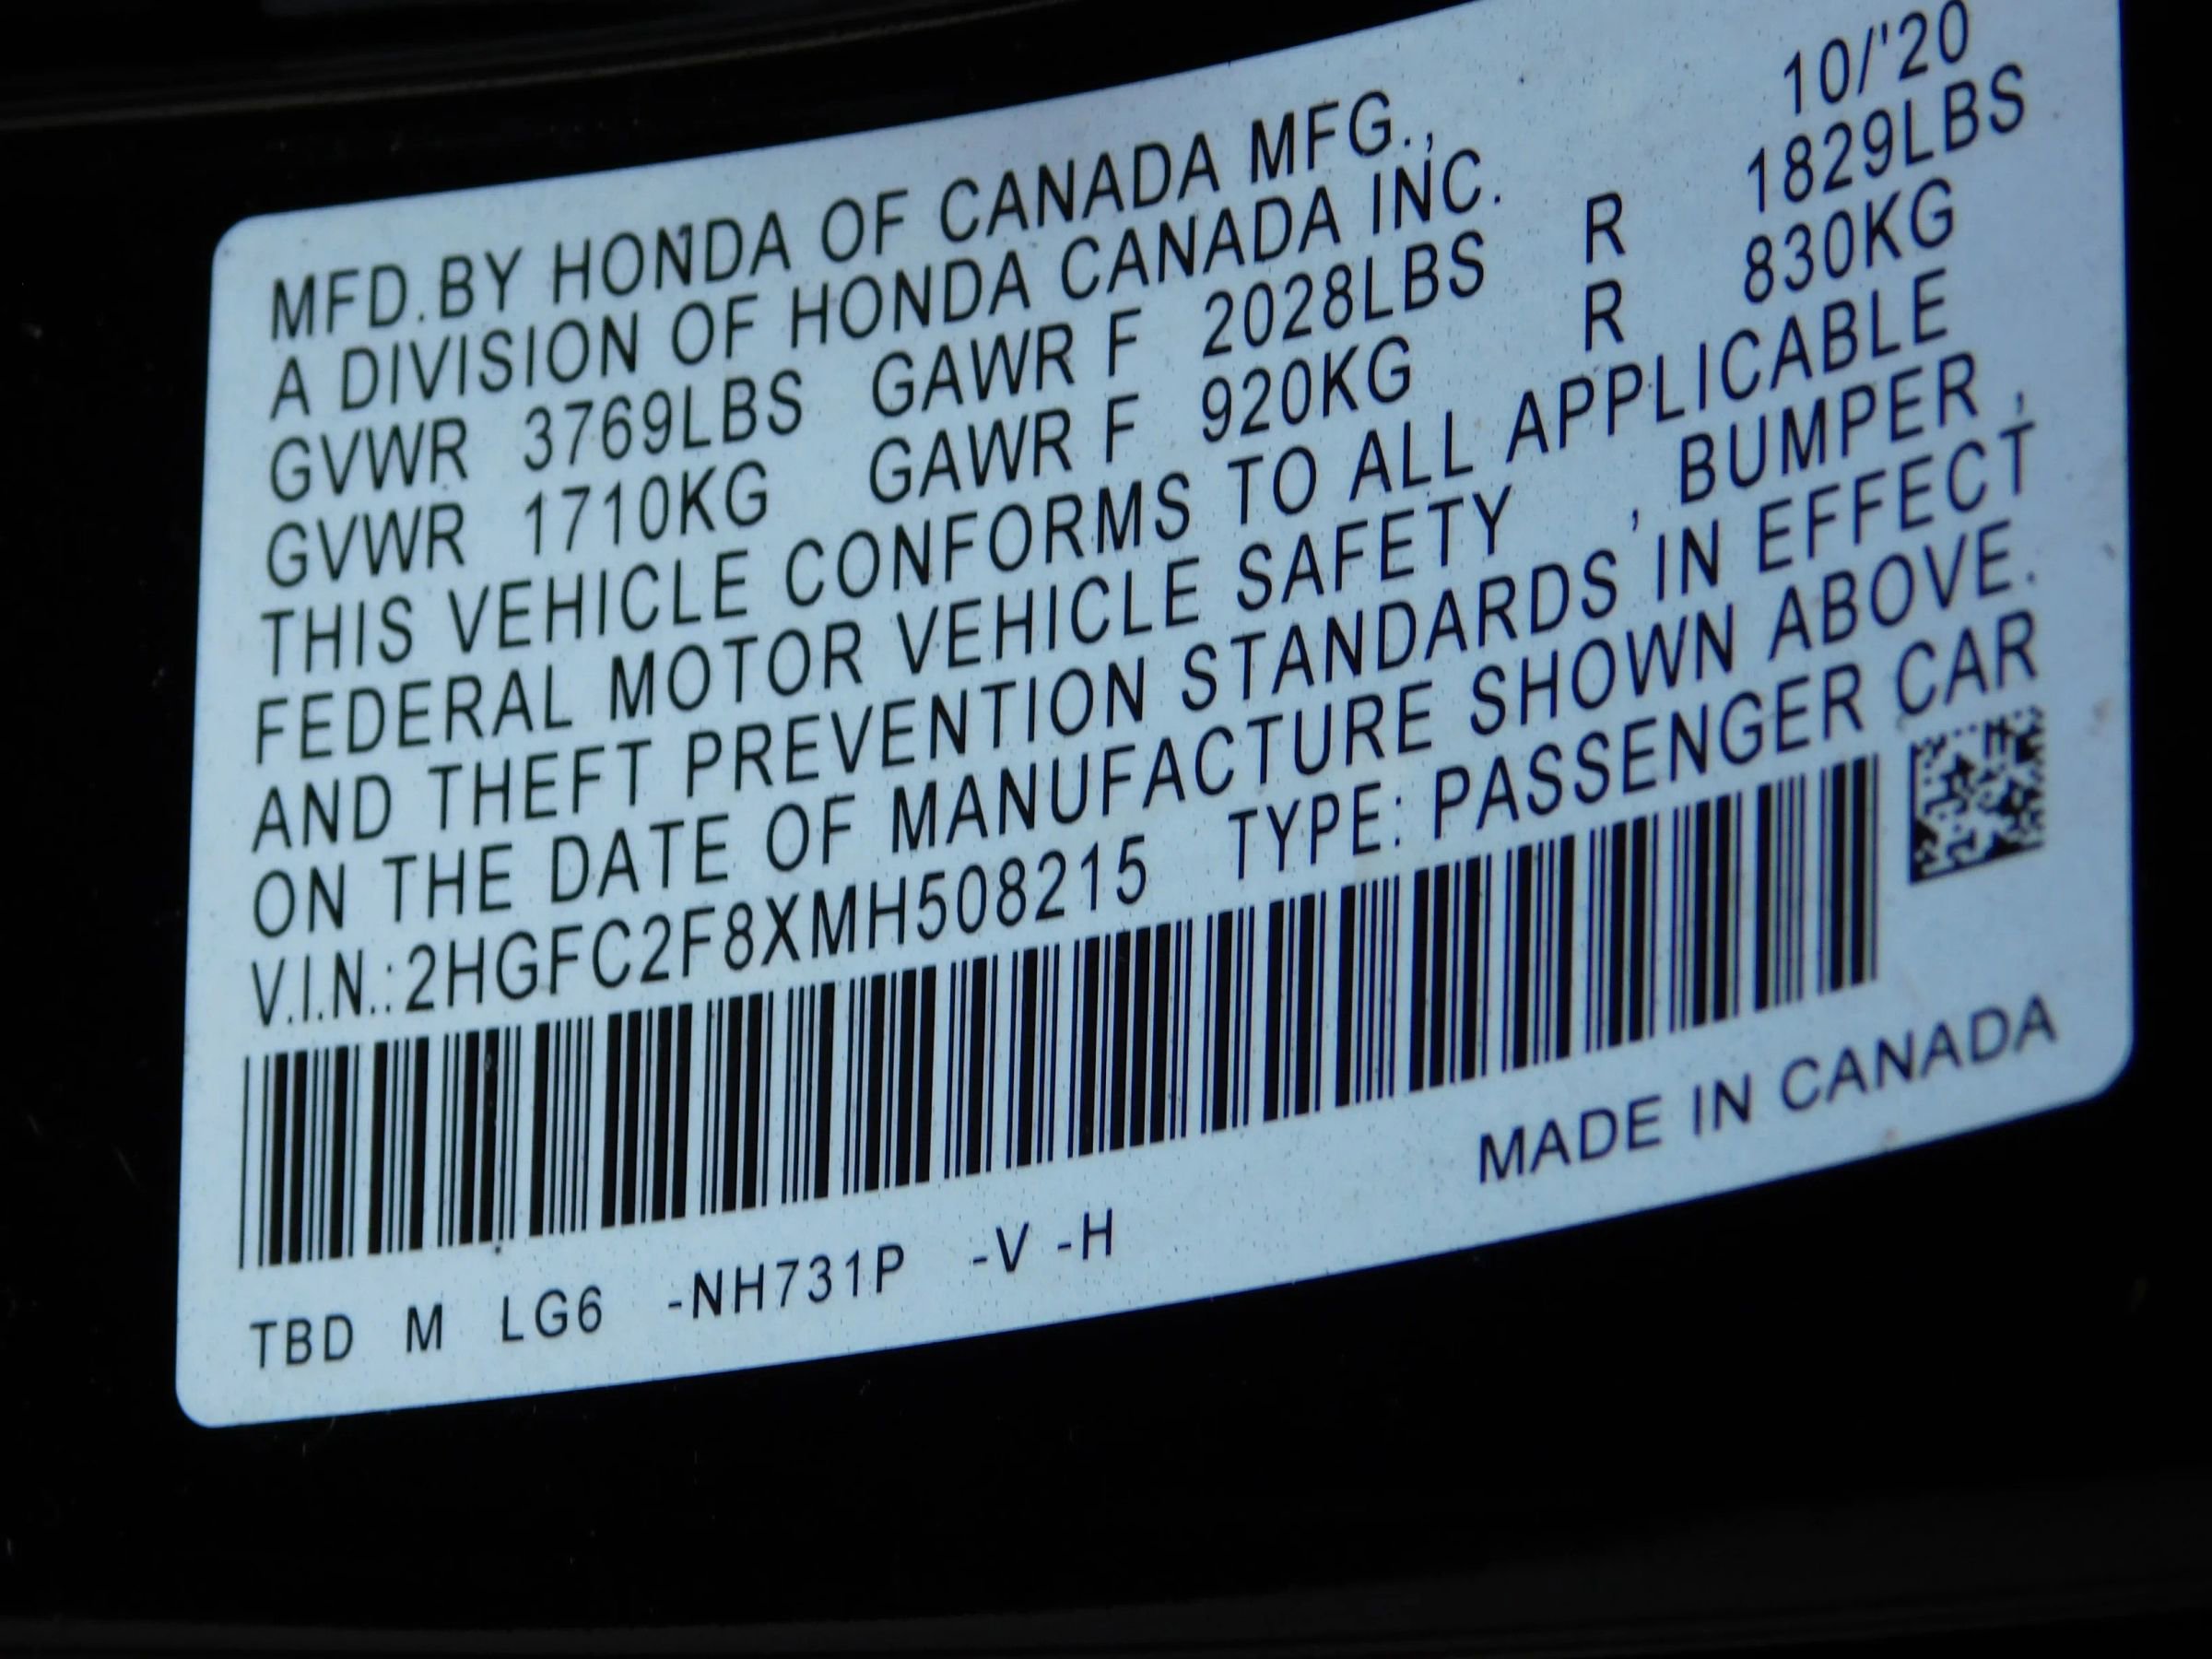 10/'20
MFD.BY HONDA OF CANADA MFG.,
A DIVISION OF HONDA CANADA INC.
GVWR 3769LBS GAWR F 2028LBS R 1829LBS
GVWR 1710KG GAWR F 920KG R 830KG
THIS VEHICLE CONFORMS TO ALL APPLICABLE
FEDERAL MOTOR VEHICLE SAFETY , BUMPER ,
AND THEFT PREVENTION STANDARDS IN EFFECT
ON THE DATE OF MANUFACTURE SHOWN ABOVE.
V.I.N.:2HGFC2F8XMH508215 TYPE: PASSENGER CAR
MADE IN CANADA
TBD M LG6 -NH731P -V -H